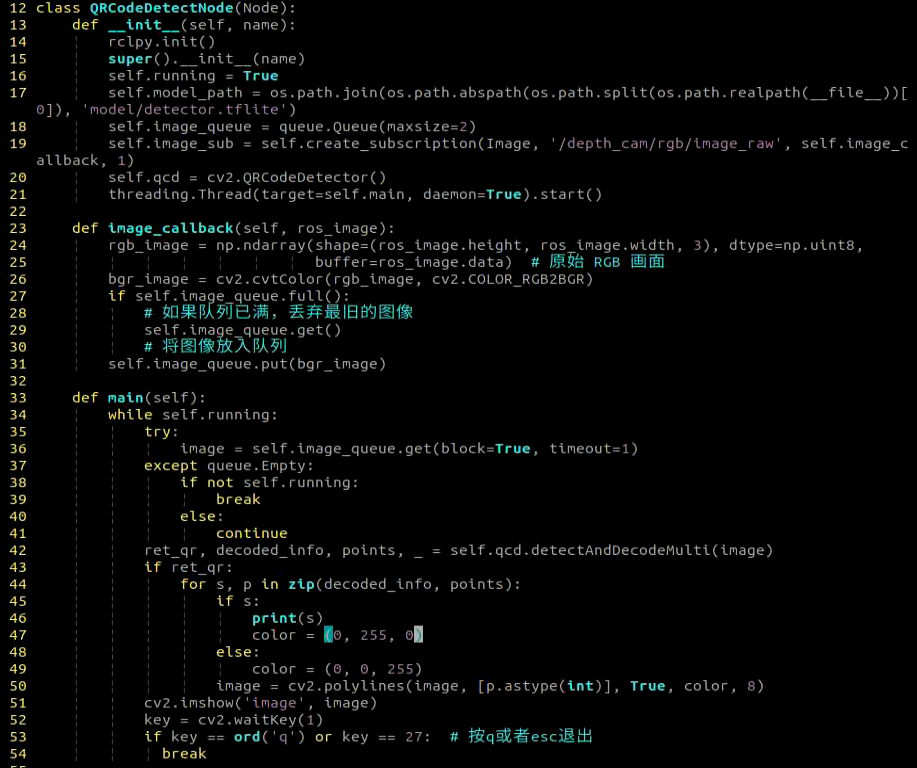 12 class QRCodeDetectNode(Node):
13     def __init__(self, name):
14         rclpy.init()
15         super().__init__(name)
16         self.running = True
17         self.model_path = os.path.join(os.path.abspath(os.path.split(os.path.realpath(__file__))[
0]), 'model/detector.tflite')
18         self.image_queue = queue.Queue(maxsize=2)
19         self.image_sub = self.create_subscription(Image, '/depth_cam/rgb/image_raw', self.image_c
allback, 1)
20         self.qcd = cv2.QRCodeDetector()
21         threading.Thread(target=self.main, daemon=True).start()
22
23     def image_callback(self, ros_image):
24         rgb_image = np.ndarray(shape=(ros_image.height, ros_image.width, 3), dtype=np.uint8,
25                                buffer=ros_image.data)  # 原始 RGB 画面
26         bgr_image = cv2.cvtColor(rgb_image, cv2.COLOR_RGB2BGR)
27         if self.image_queue.full():
28             # 如果队列已满，丢弃最旧的图像
29             self.image_queue.get()
30             # 将图像放入队列
31         self.image_queue.put(bgr_image)
32
33     def main(self):
34         while self.running:
35             try:
36                 image = self.image_queue.get(block=True, timeout=1)
37             except queue.Empty:
38                 if not self.running:
39                     break
40                 else:
41                     continue
42             ret_qr, decoded_info, points, _ = self.qcd.detectAndDecodeMulti(image)
43             if ret_qr:
44                 for s, p in zip(decoded_info, points):
45                     if s:
46                         print(s)
47                         color = (0, 255, 0)
48                     else:
49                         color = (0, 0, 255)
50                     image = cv2.polylines(image, [p.astype(int)], True, color, 8)
51             cv2.imshow('image', image)
52             key = cv2.waitKey(1)
53             if key == ord('q') or key == 27:  # 按q或者esc退出
54               break